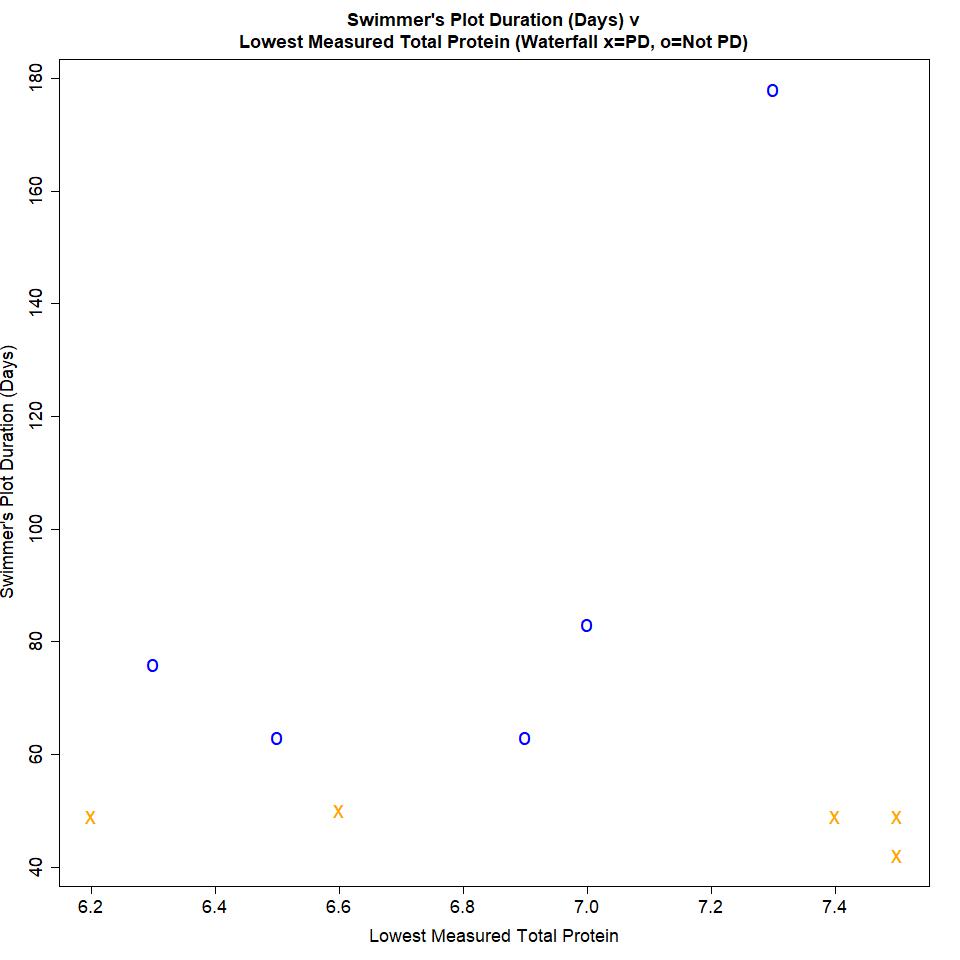 Swimmer's Plot Duration (Days) v
Lowest Measured Total Protein (Waterfall x=PD, o=Not PD)
Swimmer's Plot Duration (Days)
180
160
140
120
100
80
60
40
o
o
o
o
o
x
x
x
x
x
6.2 6.4 6.6 6.8 7.0 7.2 7.4
Lowest Measured Total Protein